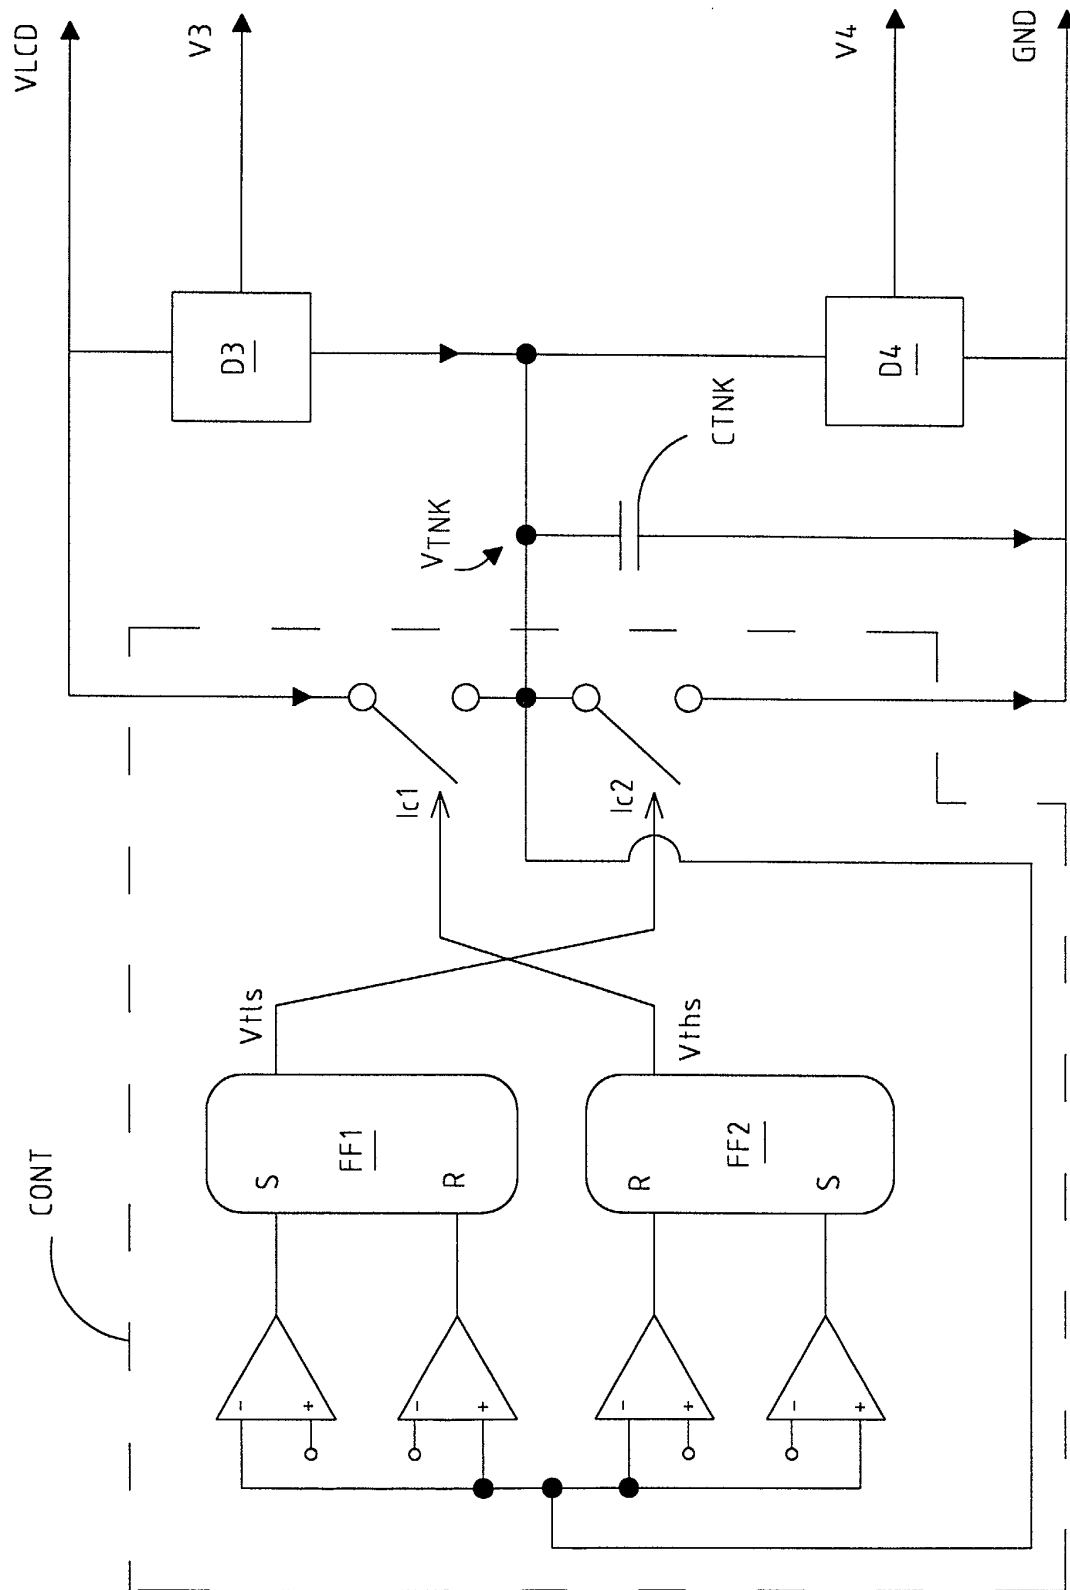 VLCD
V3
V4
GND
D3
D4
CTNK
VTNK
Ic1
Ic2
Vtls
Vths
CONT
S
FF1
R
R
FF2
S
-
+
-
+
-
+
-
+